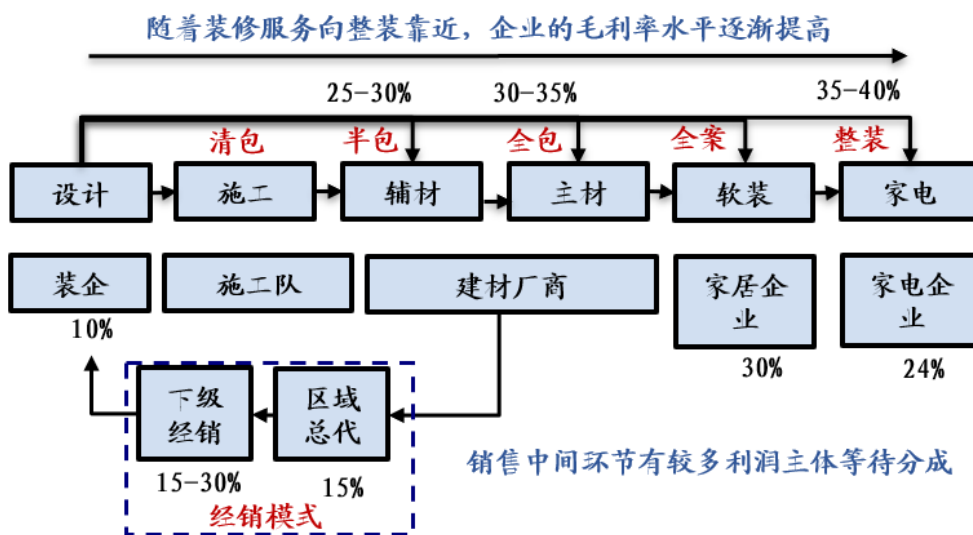 随着装修服务向整装靠近，企业的毛利率水平逐渐提高
25-30%
30-35%
35-40%
清包
半包
全包
全案
整装
设计
施工
辅材
主材
软装
家电
装企
施工队
建材厂商
家居企
业
家电企
业
10%
30%
24%
下级
经销
区域
总代
15-30%
15%
经销模式
销售中间环节有较多利润主体等待分成